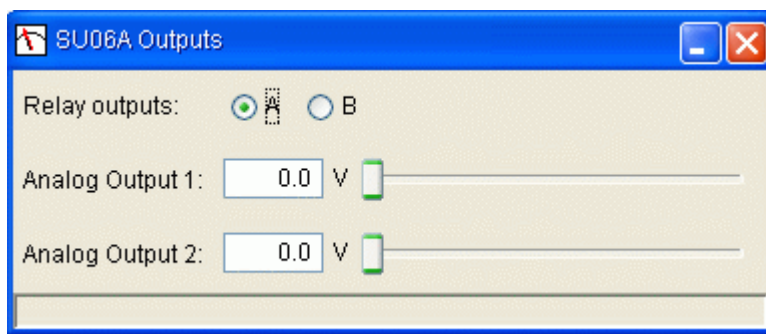 SU06A Outputs
Relay outputs: A B
Analog Output 1: 0.0 V
Analog Output 2: 0.0 V